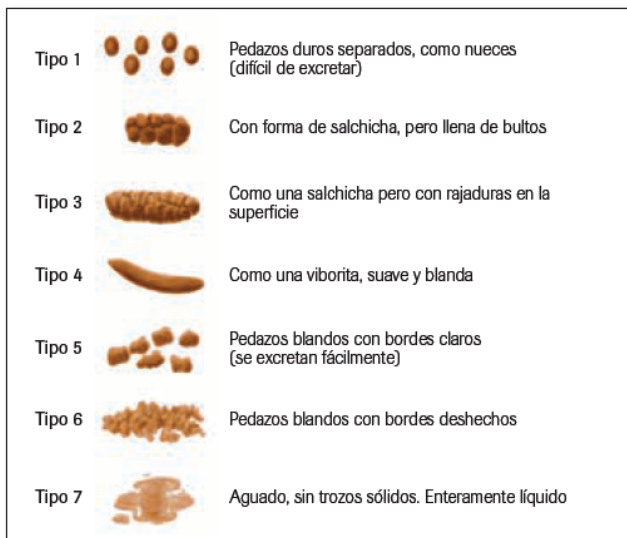 Tipo 1
Pedazos duros separados, como nueces
(difícil de excretar)
Tipo 2
Con forma de salchicha, pero llena de bultos
Tipo 3
Como una salchicha pero con rajaduras en la
superficie
Tipo 4
Como una viborita, suave y blanda
Tipo 5
Pedazos blandos con bordes claros
(se excretan fácilmente)
Tipo 6
Pedazos blandos con bordes deshechos
Tipo 7
Aguado, sin trozos sólidos. Enteramente líquido